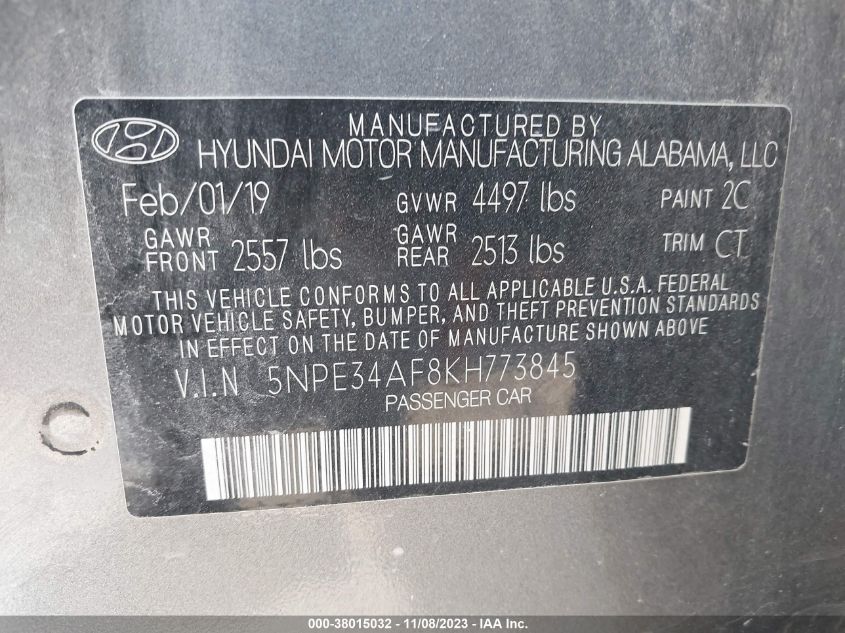 MANUFACTURED BY
HYUNDAI MOTOR MANUFACTURING ALABAMA, LLC
Feb/01/19 GVWR 4497 lbs PAINT 2C
GAWR FRONT 2557 lbs GAWR REAR 2513 lbs TRIM CT
THIS VEHICLE CONFORMS TO ALL APPLICABLE U.S.A. FEDERAL
MOTOR VEHICLE SAFETY, BUMPER, AND THEFT PREVENTION STANDARDS
IN EFFECT ON THE DATE OF MANUFACTURE SHOWN ABOVE
V.I.N 5NPE34AF8KH773845
PASSENGER CAR
000-38015032 - 11/08/2023 - IAA Inc.